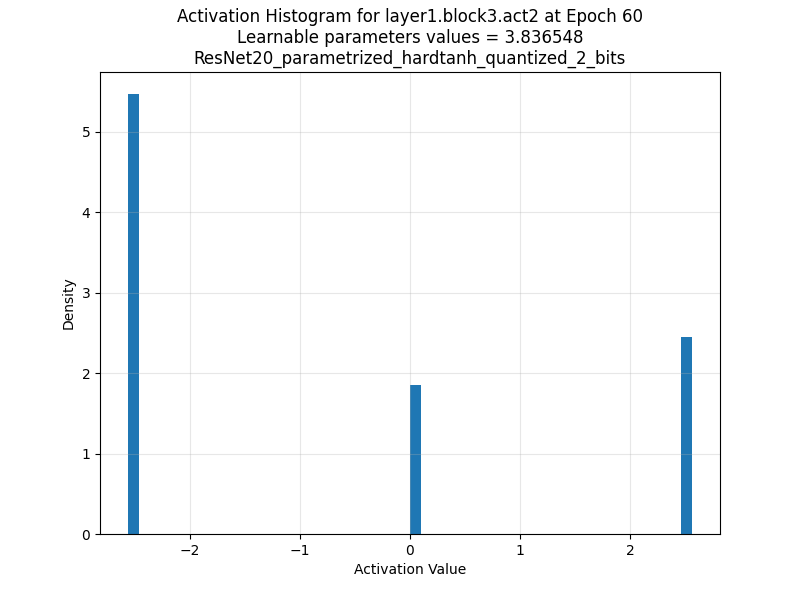 Activation Histogram for layer1.block3.act2 at Epoch 60
Learnable parameters values = 3.836548
ResNet20_parametrized_hardtanh_quantized_2_bits
Density
5
4
3
2
1
0
−2
−1
0
1
2
Activation Value